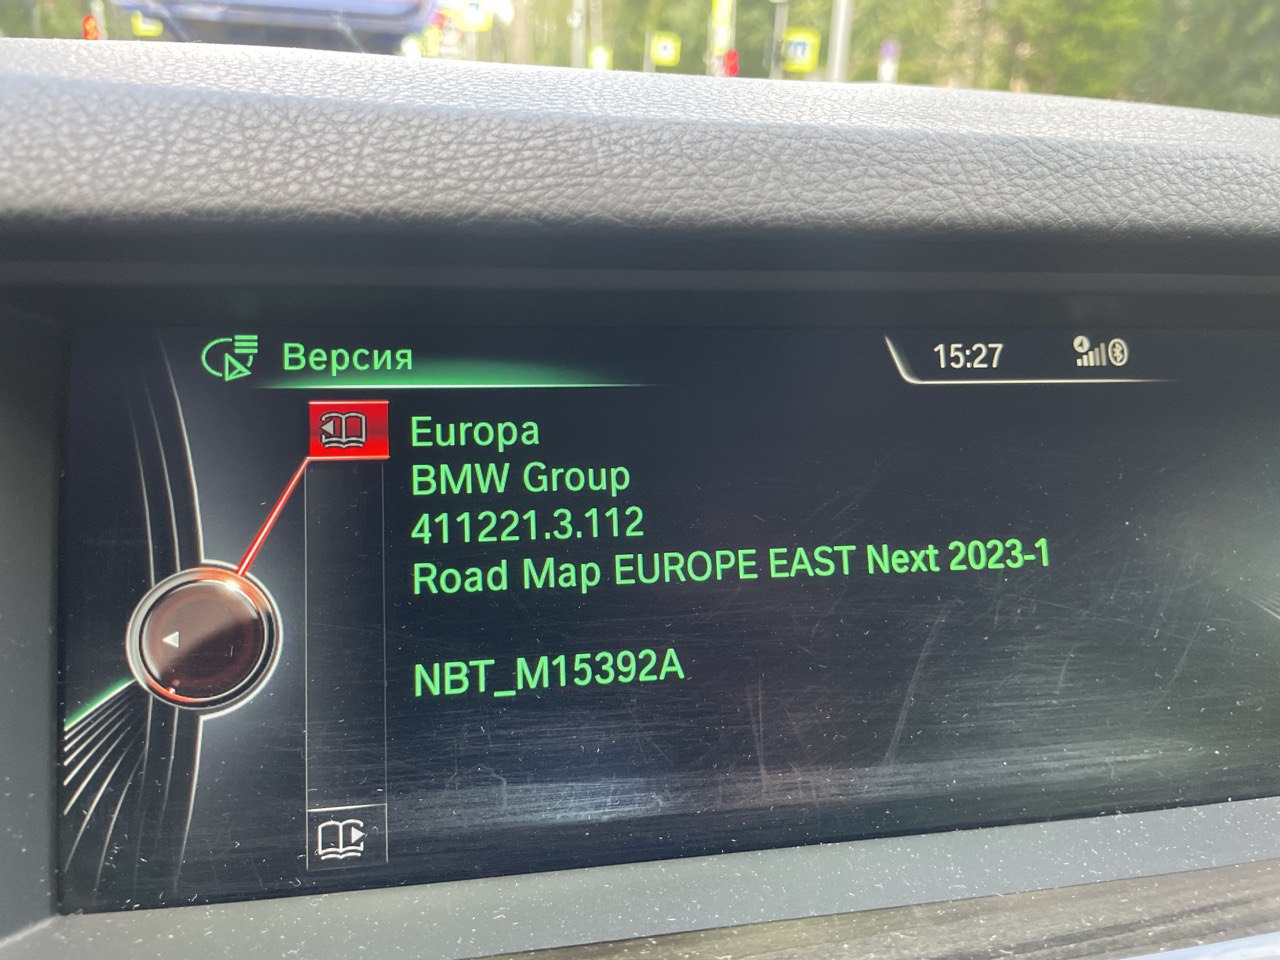 Версия
15:27
Europa
BMW Group
411221.3.112
Road Map EUROPE EAST Next 2023-1
NBT_M15392A